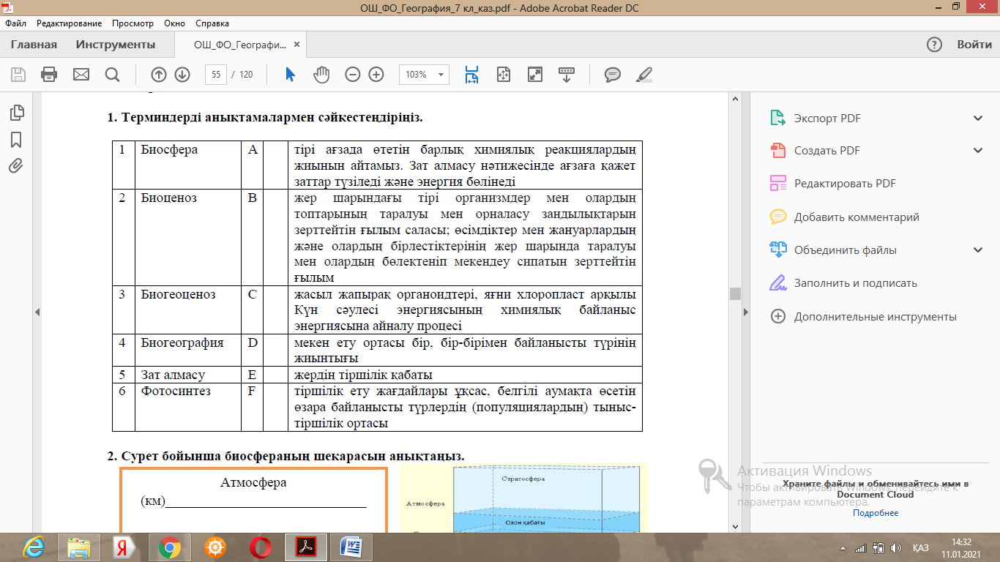 ОШ_ФО_География_7 кл_каз.pdf - Adobe Acrobat Reader DC
Файл Редактирование Просмотр Окно Справка
Главная Инструменты ОШ_ФО_Географи... × Войти
55 / 120 103%
1. Терминдерді анықтамалармен сәйкестеңдіріңіз.
1 Биосфера A тірі ағзада өтетін барлық химиялық реакциялардың
жиынын айтамыз. Зат алмасу нәтижесінде ағзаға қажет
заттар түзіледі және энергия бөлінеді
2 Биоценоз B жер шарындағы тірі организмдер мен олардың
топтарының таралуы мен орналасу заңдылықтарын
зерттейтін ғылым саласы; өсімдіктер мен жануарлардың
және олардың бірлестіктерінің жер шарында таралуы
мен олардың бөлектеніп мекендеу сипатын зерттейтін
ғылым
3 Биогеоценоз C жасыл жапырақ органоидтері, яғни хлоропласт арқылы
Күн сәулесі энергиясының химиялық байланыс
энергиясына айналу процесі
4 Биогеография D мекен ету ортасы бір, бір-бірімен байланысты түрінің
жиынтығы
5 Зат алмасу E жердің тіршілік қабаты
6 Фотосинтез F тіршілік ету жағдайлары ұқсас, белгілі аумақта өсетін
өзара байланысты түрлердің (популяциялардың) тыныс-
тіршілік ортасы
2. Сурет бойынша биосфераның шекарасын анықтаңыз.
Атмосфера
(км)
Стратосфера
Атмосфера
Озон қабаты
Экспорт PDF
Создать PDF
Редактировать PDF
Добавить комментарий
Объединить файлы
Заполнить и подписать
Дополнительные инструменты
Активация Windows
Чтобы активировать Windows, перейдите к
параметрам компьютера.
Храните файлы и обменивайтесь ими в
Document Cloud
Подробнее
ҚАЗ
14:32
11.01.2021